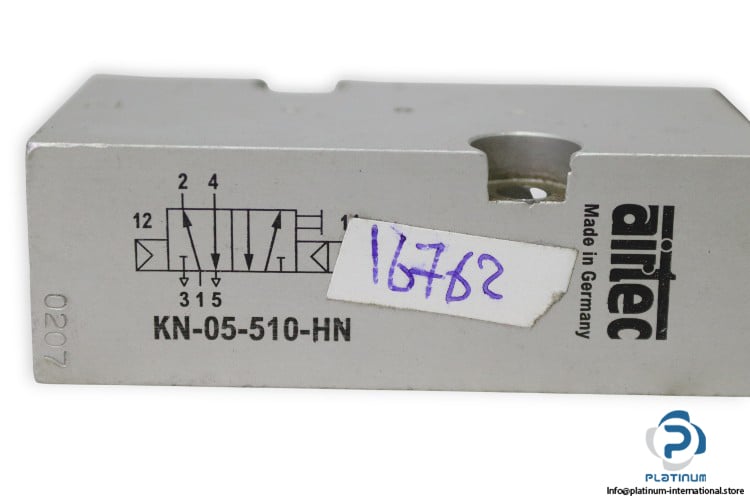 2 4
12
3 1 5
KN-05-510-HN
16762
0207
airtec
Made in Germany
PLATINUM
Info@platinum-international.store